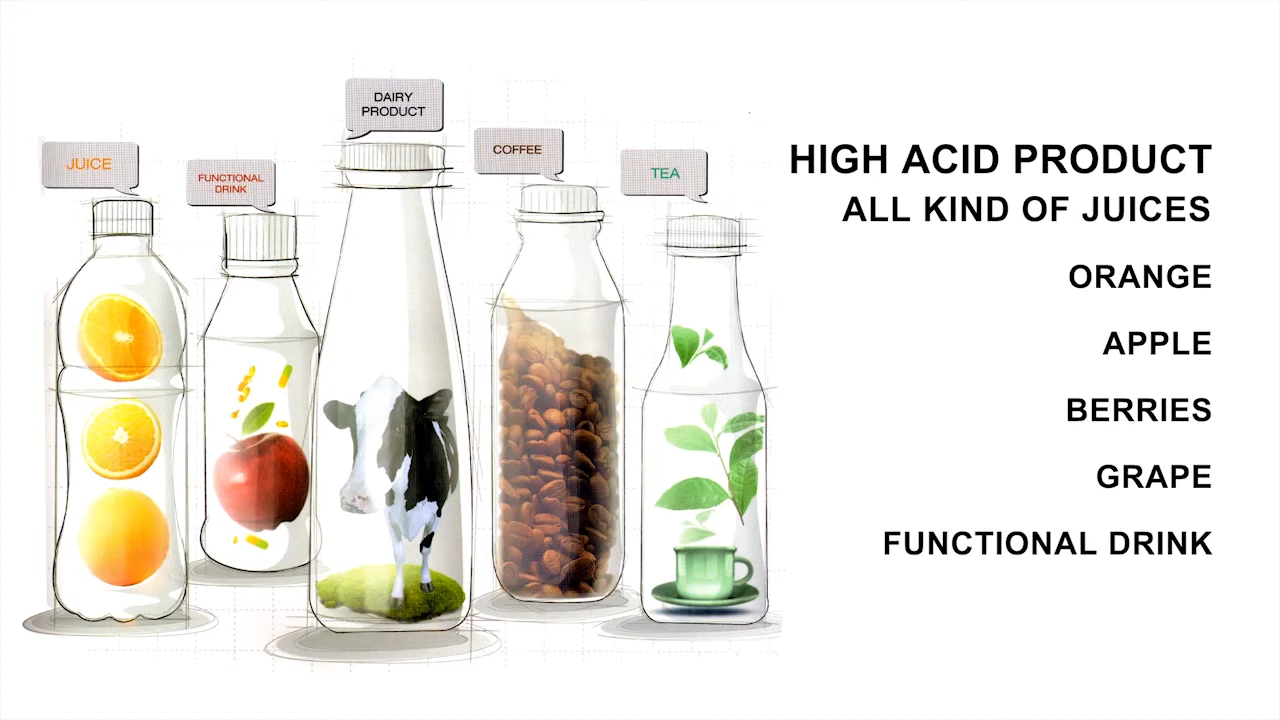 JUICE
FUNCTIONAL
DRINK
DAIRY
PRODUCT
COFFEE
TEA
HIGH ACID PRODUCT
ALL KIND OF JUICES
ORANGE
APPLE
BERRIES
GRAPE
FUNCTIONAL DRINK